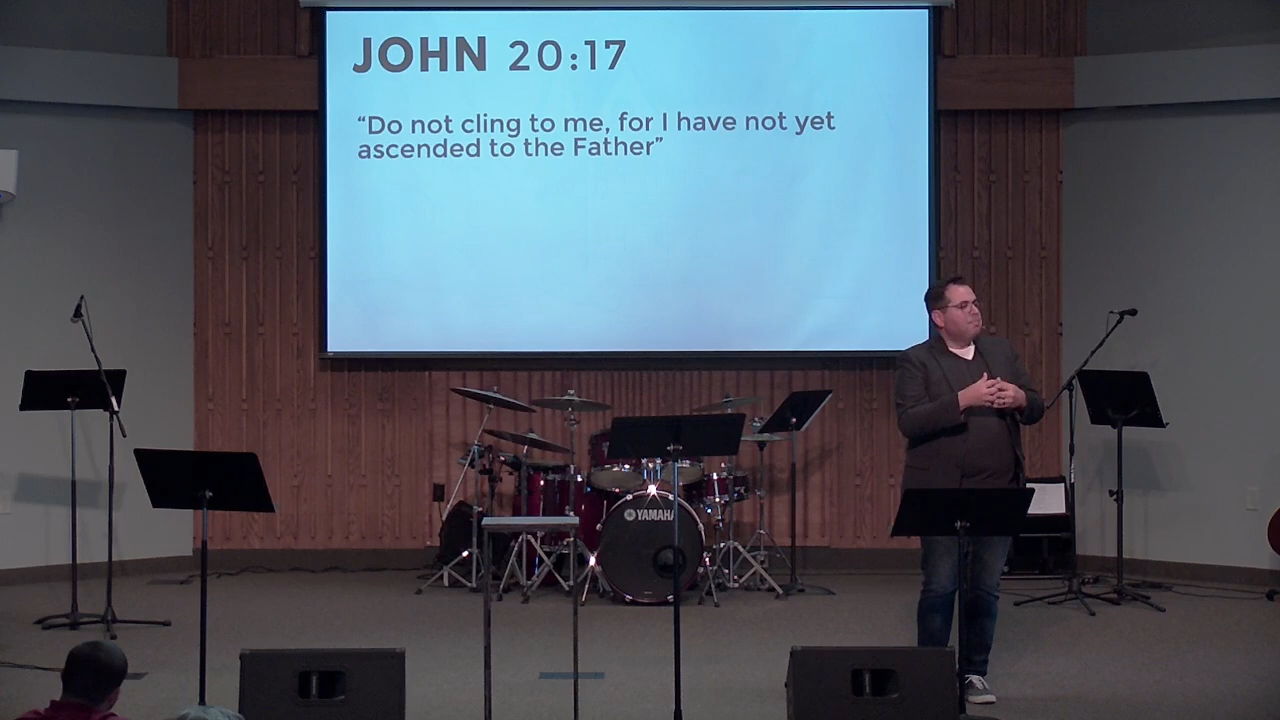 JOHN 20:17
“Do not cling to me, for I have not yet
ascended to the Father”
YAMAHA